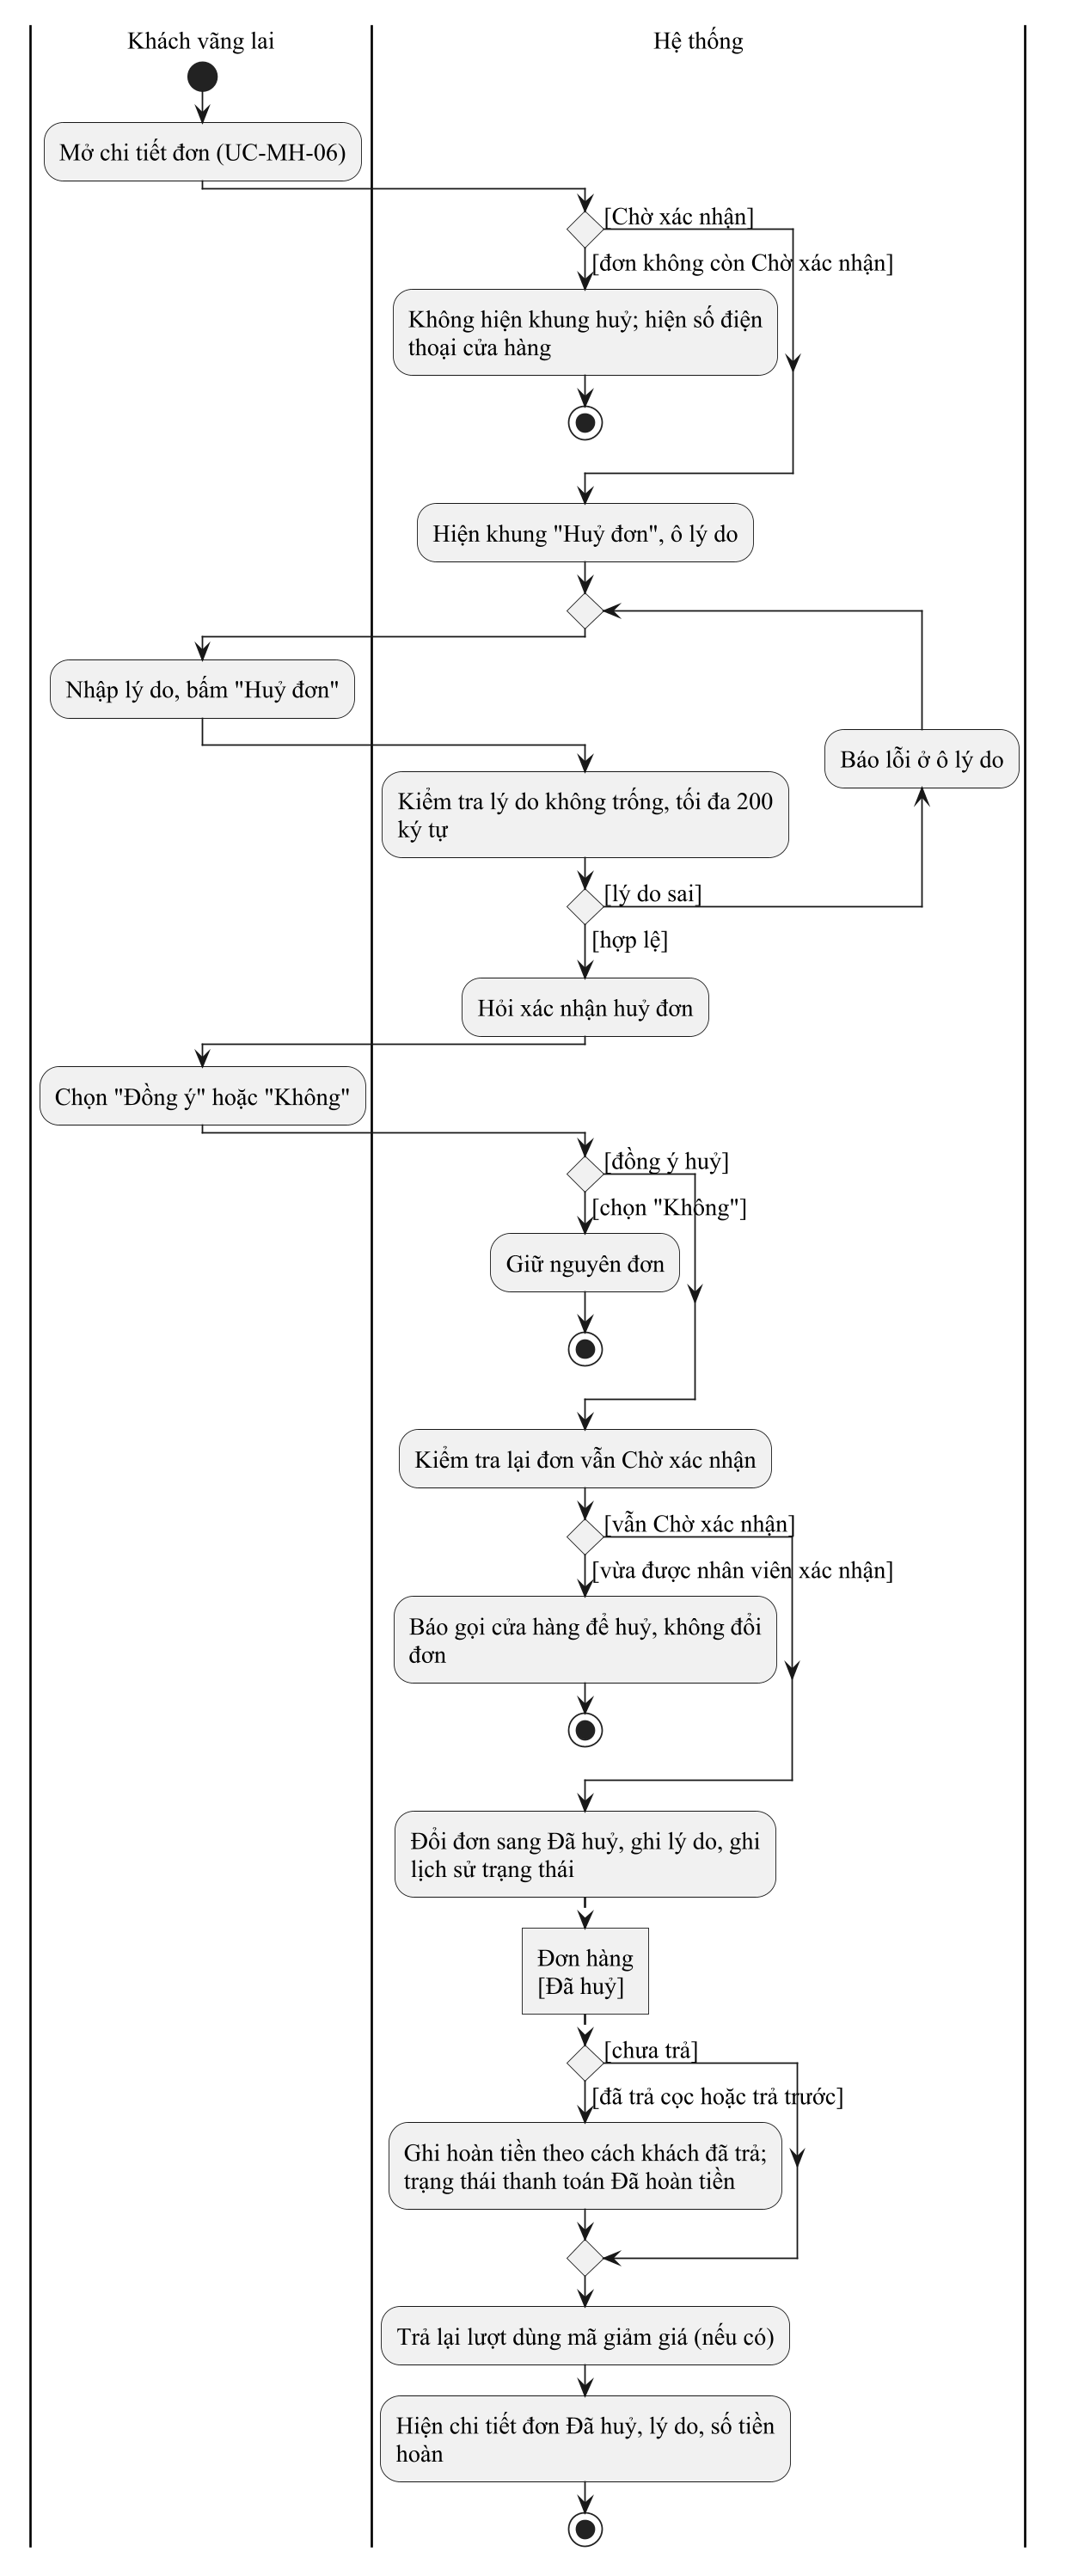 Khách vãng lai
Hệ thống
Mở chi tiết đơn (UC-MH-06)
[Chờ xác nhận]
[đơn không còn Chờ xác nhận]
Không hiện khung huỷ; hiện số điện
thoại cửa hàng
Hiện khung "Huỷ đơn", ô lý do
Nhập lý do, bấm "Huỷ đơn"
Báo lỗi ở ô lý do
Kiểm tra lý do không trống, tối đa 200
ký tự
[lý do sai]
[hợp lệ]
Hỏi xác nhận huỷ đơn
Chọn "Đồng ý" hoặc "Không"
[đồng ý huỷ]
[chọn "Không"]
Giữ nguyên đơn
Kiểm tra lại đơn vẫn Chờ xác nhận
[vẫn Chờ xác nhận]
[vừa được nhân viên xác nhận]
Báo gọi cửa hàng để huỷ, không đổi
đơn
Đổi đơn sang Đã huỷ, ghi lý do, ghi
lịch sử trạng thái
Đơn hàng
[Đã huỷ]
[chưa trả]
[đã trả cọc hoặc trả trước]
Ghi hoàn tiền theo cách khách đã trả;
trạng thái thanh toán Đã hoàn tiền
Trả lại lượt dùng mã giảm giá (nếu có)
Hiện chi tiết đơn Đã huỷ, lý do, số tiền
hoàn